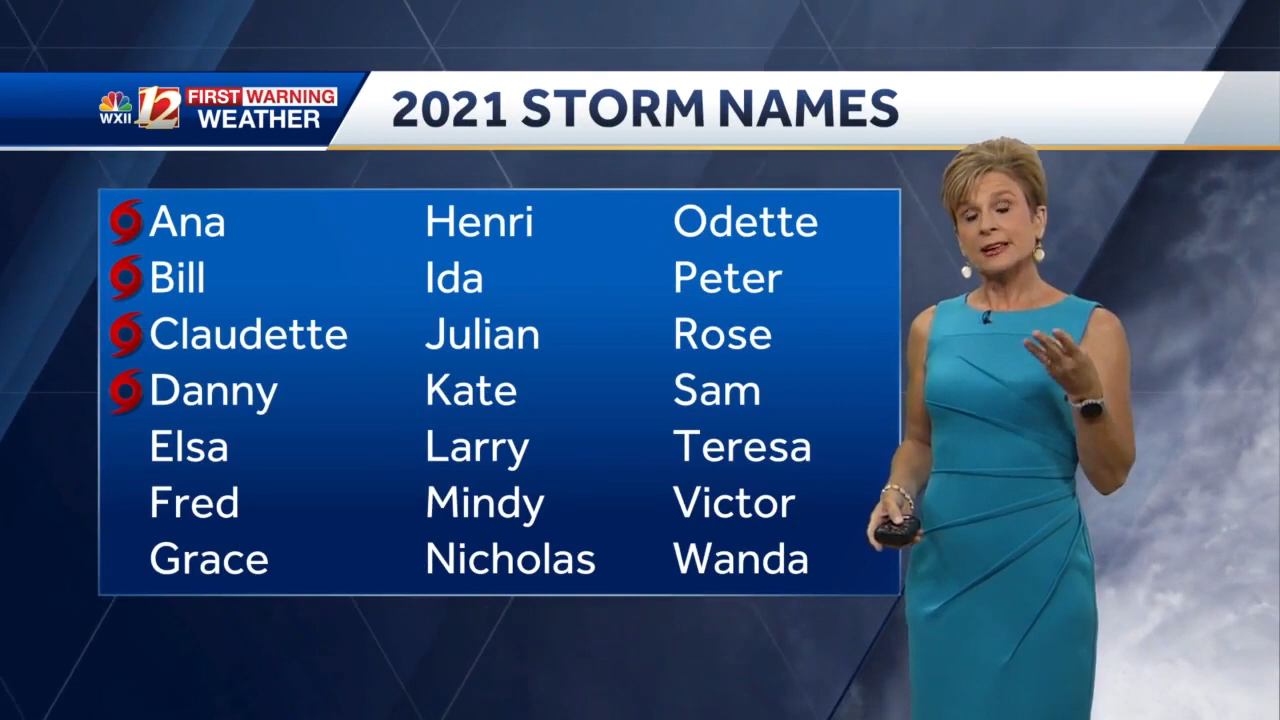 WXII 12 FIRST WARNING WEATHER
2021 STORM NAMES
Ana
Bill
Claudette
Danny
Elsa
Fred
Grace
Henri
Ida
Julian
Kate
Larry
Mindy
Nicholas
Odette
Peter
Rose
Sam
Teresa
Victor
Wanda